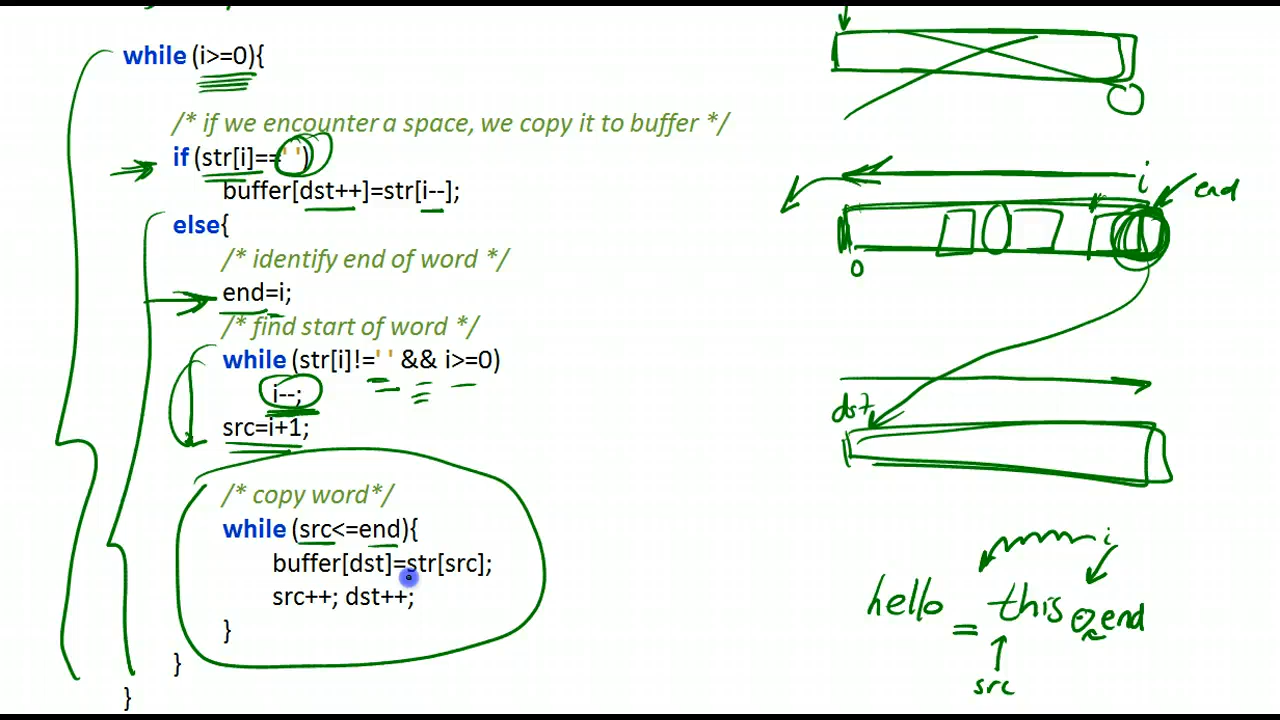 while (i>=0){
/* if we encounter a space, we copy it to buffer */
if (str[i]==' ')
buffer[dst++]=str[i--];
else{
/* identify end of word */
end=i;
/* find start of word */
while (str[i]!=' ' && i>=0)
i--;
src=i+1;
/* copy word*/
while (src<=end){
buffer[dst]=str[src];
src++; dst++;
}
}
}
i
end
0
dst
i
hello = this end
src